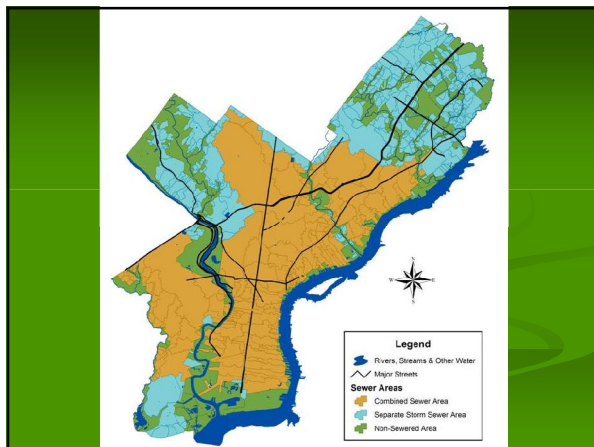 N
W
E
S
Legend
Rivers, Streams & Other Water
Major Streets
Sewer Areas
Combined Sewer Area
Separate Storm Sewer Area
Non-Sewered Area